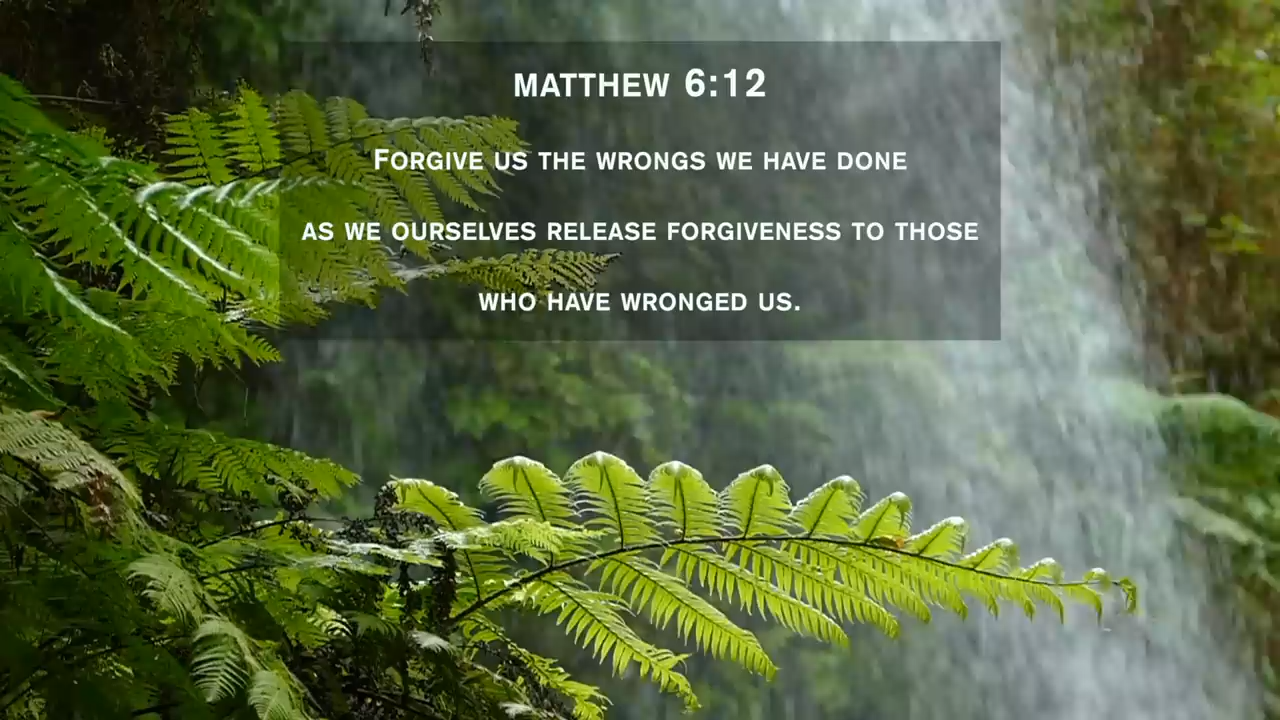 MATTHEW 6:12
FORGIVE US THE WRONGS WE HAVE DONE
AS WE OURSELVES RELEASE FORGIVENESS TO THOSE
WHO HAVE WRONGED US.